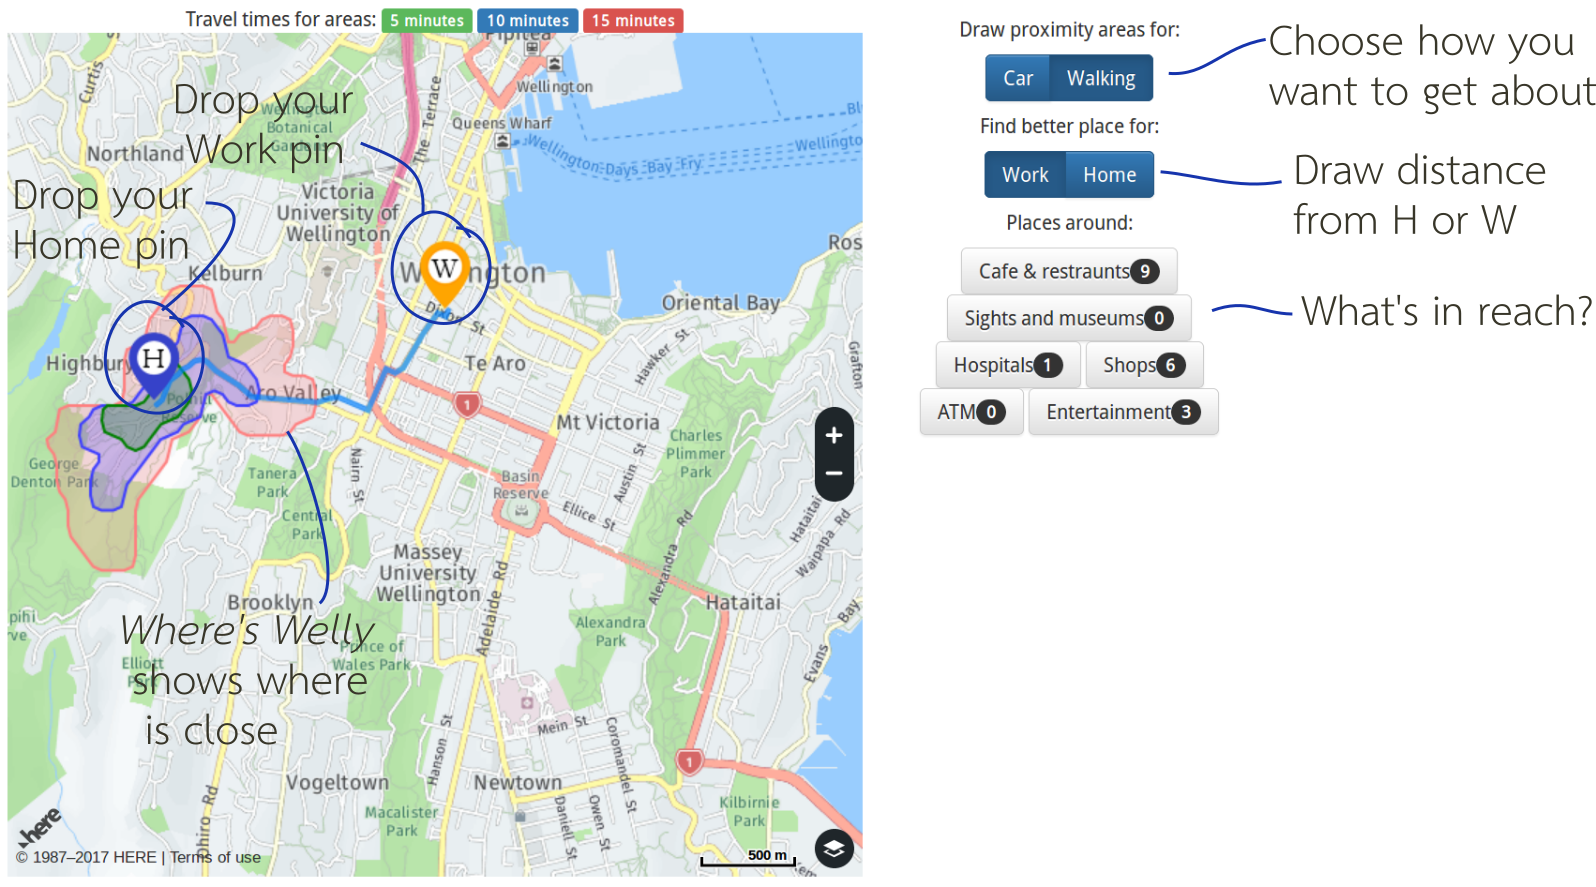 Travel times for areas: 5 minutes 10 minutes 15 minutes
Draw proximity areas for:
Car Walking
Choose how you
want to get about
Find better place for:
Work Home
Draw distance
from H or W
Places around:
Cafe & restraunts 9
Sights and museums 0
Hospitals 1 Shops 6
ATM 0 Entertainment 3
What's in reach?
Drop your
Work pin
Drop your
Home pin
Where's Welly
shows where
is close
Pipitea
Curtis
Wellington
The Terrace
Wellington
Botanical
Gardens
Queens Wharf
Wellington-Days-Bay-Fry
Wellington
Northland
Victoria
University of
Wellington
Kelburn
W
Dixon St
Ros
Oriental Bay
Highbury
H
Te Aro
Hawker St
Grafton
Aro Valley
Polhill
Reserve
1
Mt Victoria
Charles
Plimmer
Park
George
Denton Park
Tanera
Park
Nairn St
Basin
Reserve
Austin St
Ellice St
Central
Park
Hataitai
Waipapa Rd
Alexandra Rd
Massey
University
Wellington
Adelaide Rd
Brooklyn
Hataitai
Bay
Alexandra
Park
Prince of
Wales Park
Elliott
Evans
Mein St
Coromandel St
Hanson St
1
Vogeltown
Newtown
Macalister
Park
Daniell St
Owen St
Kilbirnie
Park
Ohiro Rd
here
© 1987–2017 HERE | Terms of use
500 m